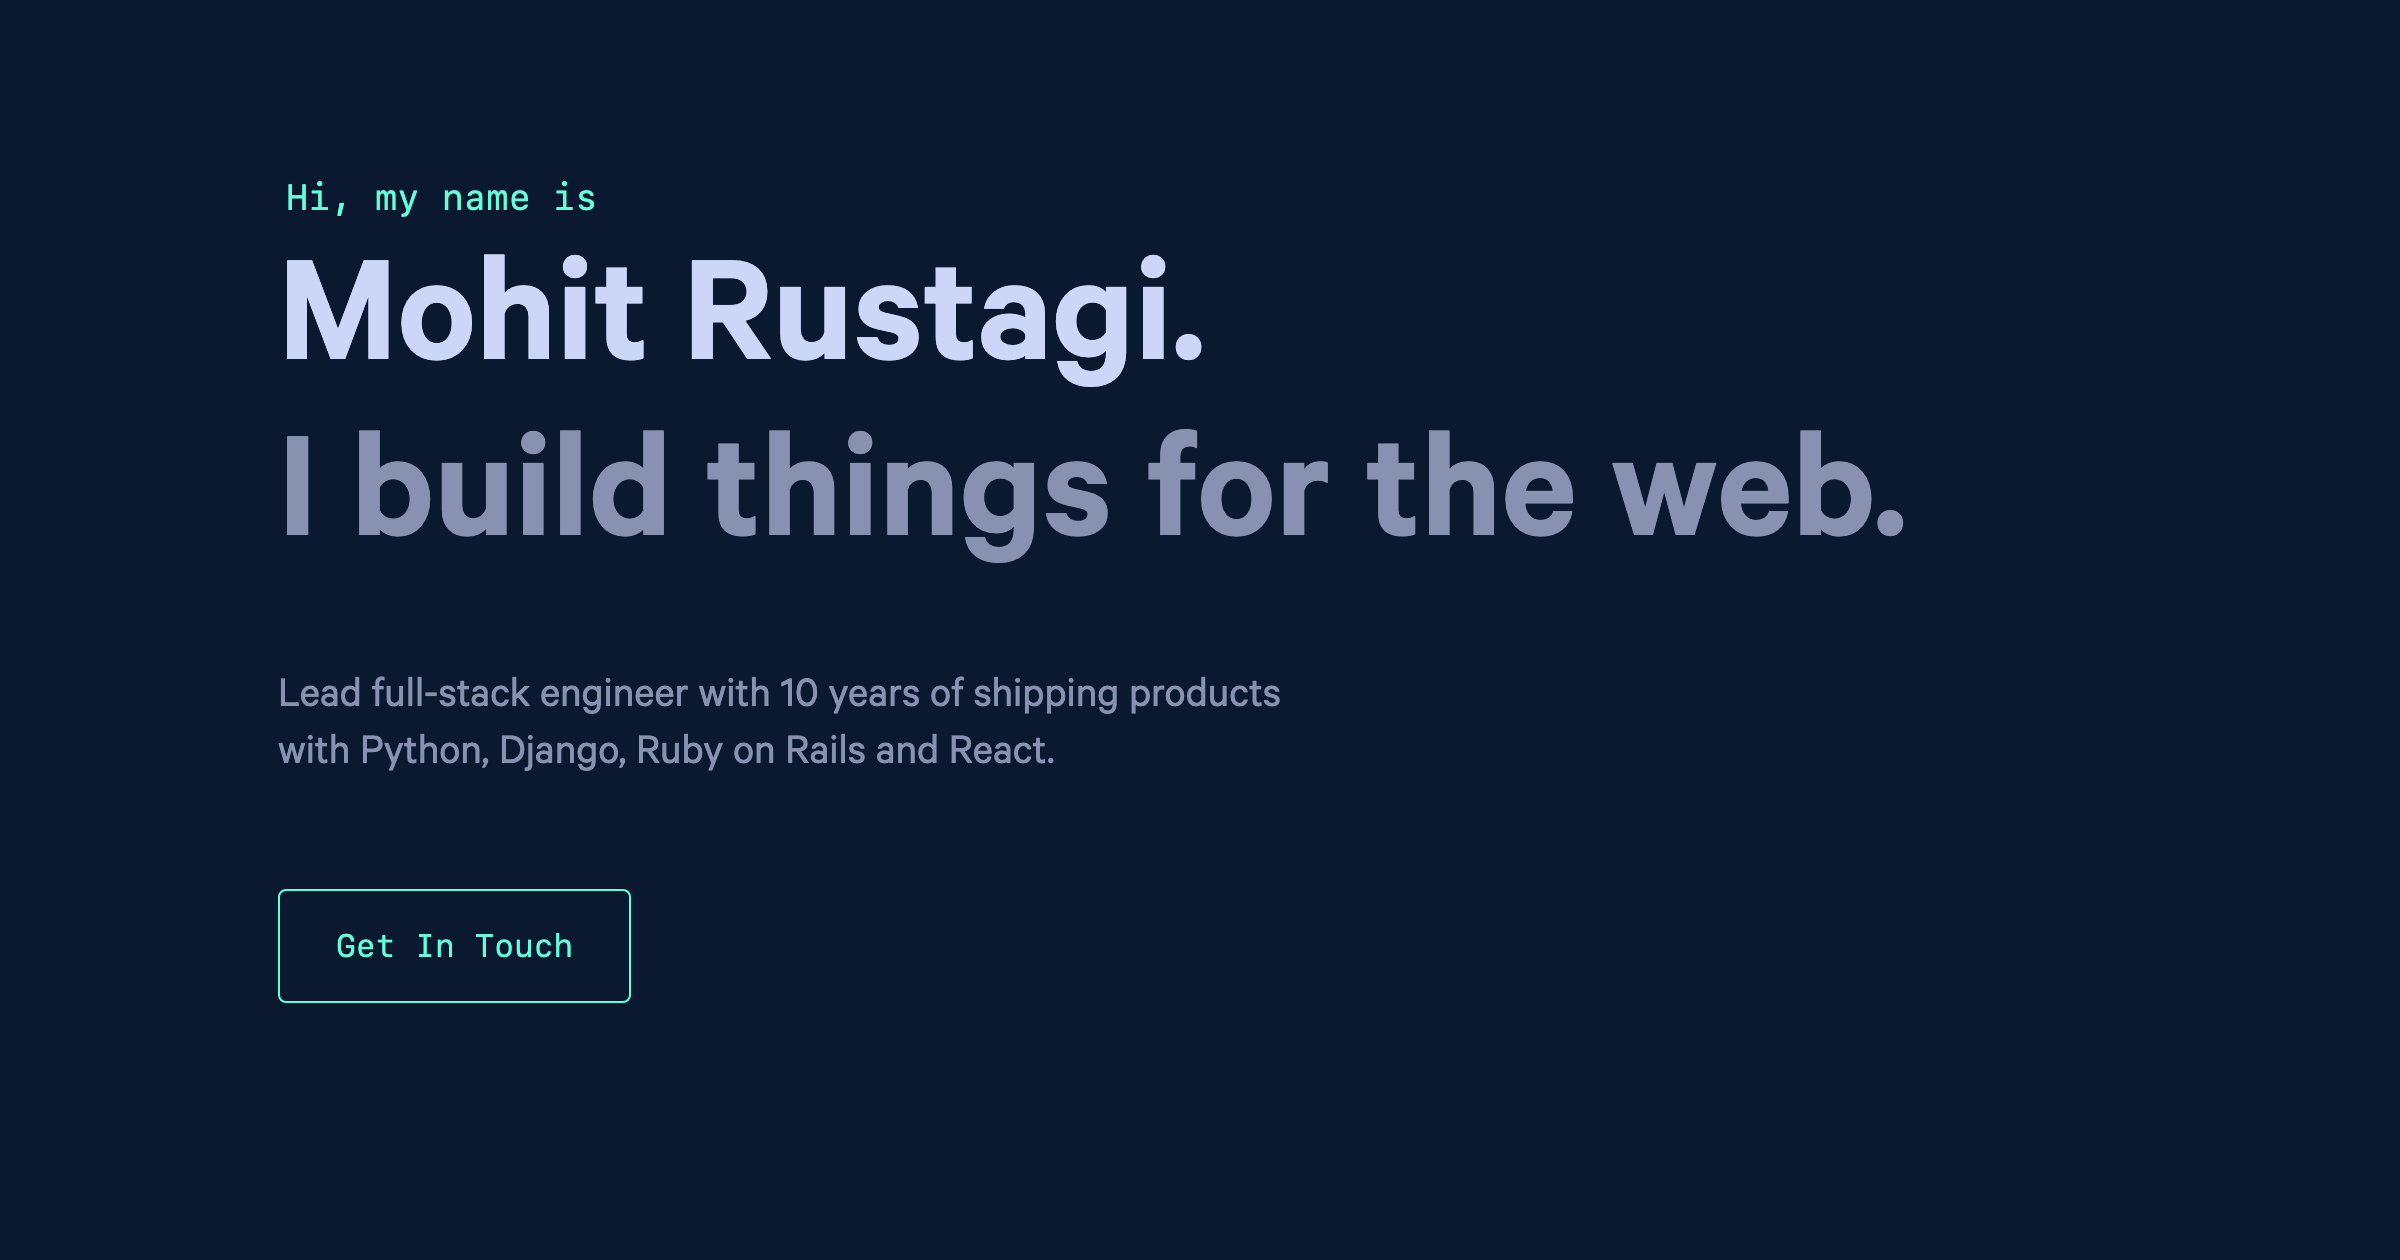 Hi, my name is
Mohit Rustagi.
I build things for the web.
Lead full-stack engineer with 10 years of shipping products
with Python, Django, Ruby on Rails and React.
Get In Touch